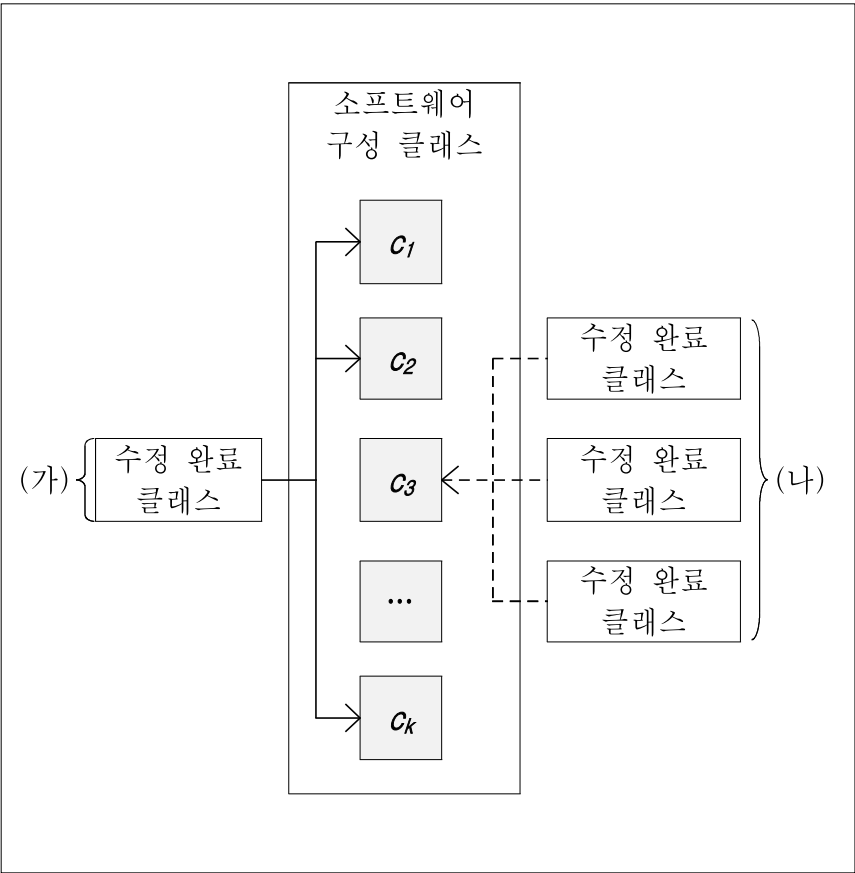 소프트웨어
구성 클래스
c1
c2
(가)
수정 완료
클래스
c3
...
ck
수정 완료
클래스
수정 완료
클래스
수정 완료
클래스
(나)